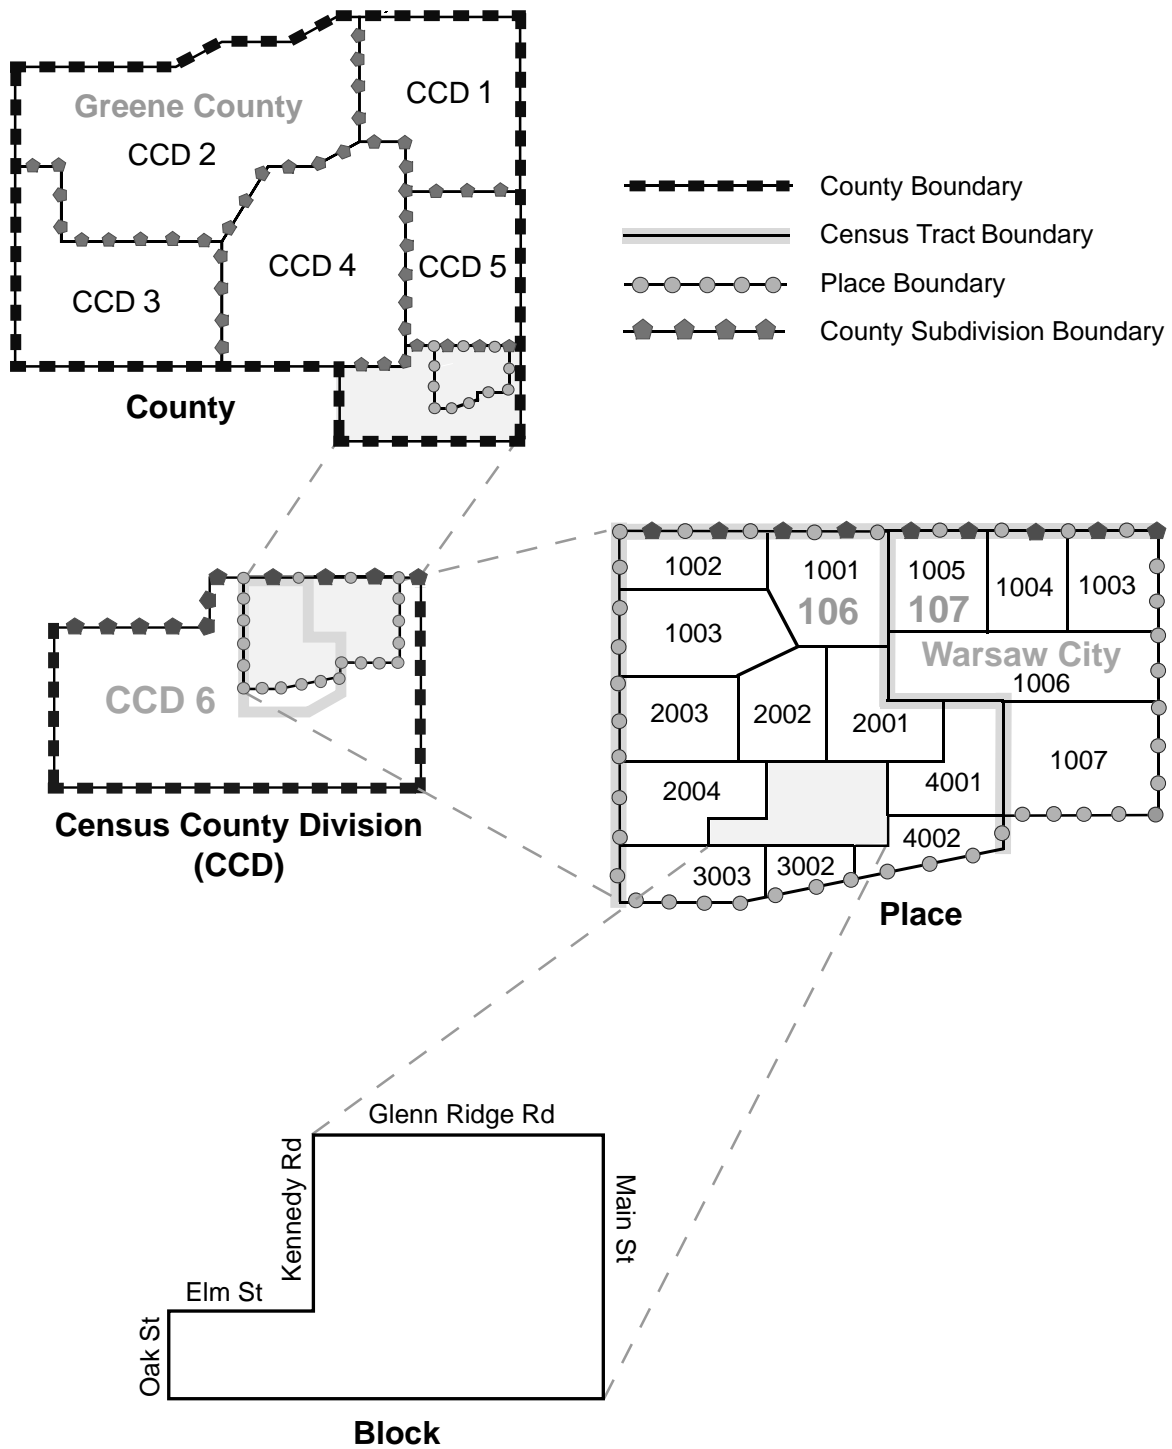 CCD 1
Greene County
CCD 2
CCD 4
CCD 5
CCD 3
County
County Boundary
Census Tract Boundary
Place Boundary
County Subdivision Boundary
CCD 6
Census County Division
(CCD)
1002
1001
1005
1004
1003
106
107
1003
Warsaw City
1006
2003
2002
2001
1007
2004
4001
4002
3003
3002
Place
Glenn Ridge Rd
Kennedy Rd
Main St
Elm St
Oak St
Block